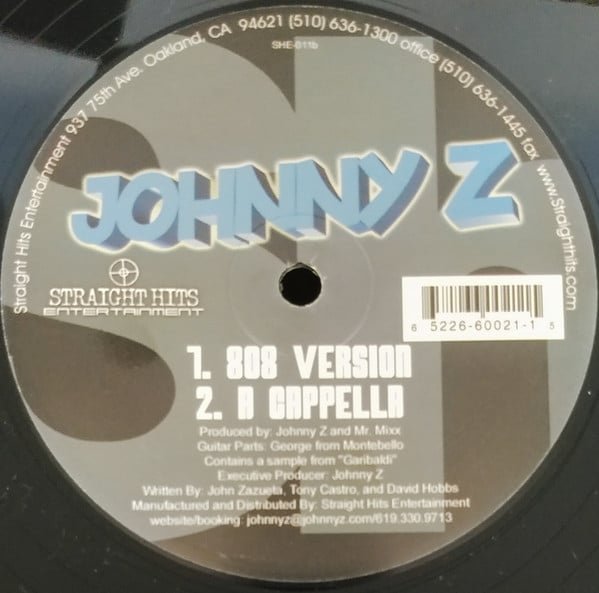 Straight Hits Entertainment 937 75th Ave. Oakland, CA 94621 (510) 636-1300 office (510) 636-1445 fax www.Straighthits.com
SHE-011b
JOHNNY Z
STRAIGHT HITS
ENTERTAINMENT
6 5226-60021-1 5
1. 808 VERSION
2. A CAPPELLA
Produced by: Johnny Z and Mr. Mixx
Guitar Parts: George from Montebello
Contains a sample from "Garibaldi"
Executive Producer: Johnny Z
Written By: John Zazueta, Tony Castro, and David Hobbs
Manufactured and Distributed By: Straight Hits Entertainment
website/booking: johnnyz@johnnyz.com/619.330.9713